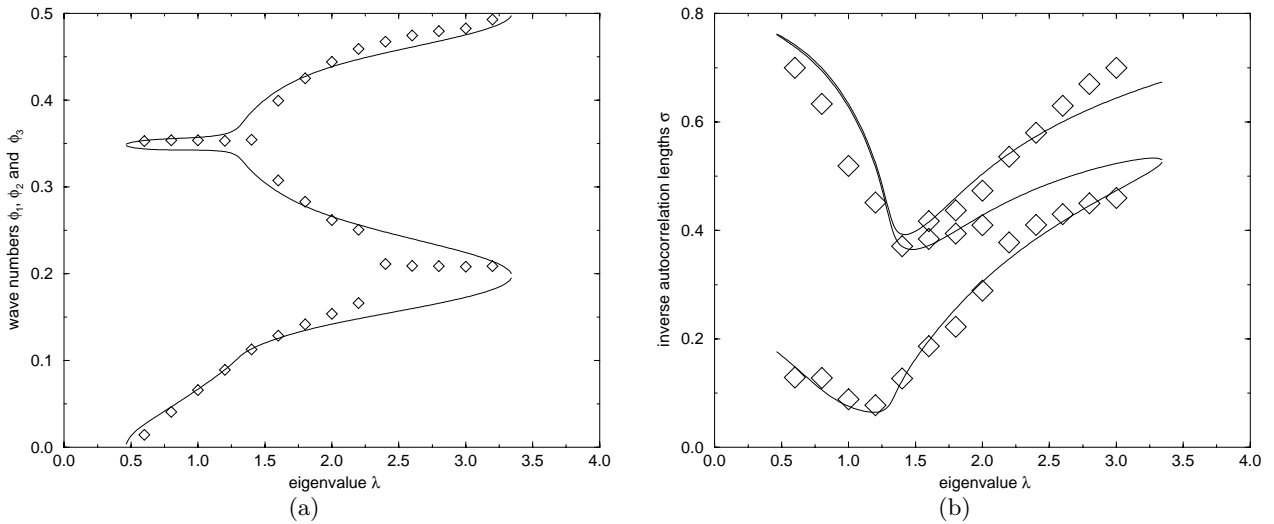 0.5
0.4
0.3
0.2
0.1
0.0
wave numbers ϕ₁, ϕ₂ and ϕ₃
0.0 0.5 1.0 1.5 2.0 2.5 3.0 3.5 4.0
eigenvalue λ
(a)
0.8
0.6
0.4
0.2
0.0
inverse autocorrelation lengths σ
0.0 0.5 1.0 1.5 2.0 2.5 3.0 3.5 4.0
eigenvalue λ
(b)